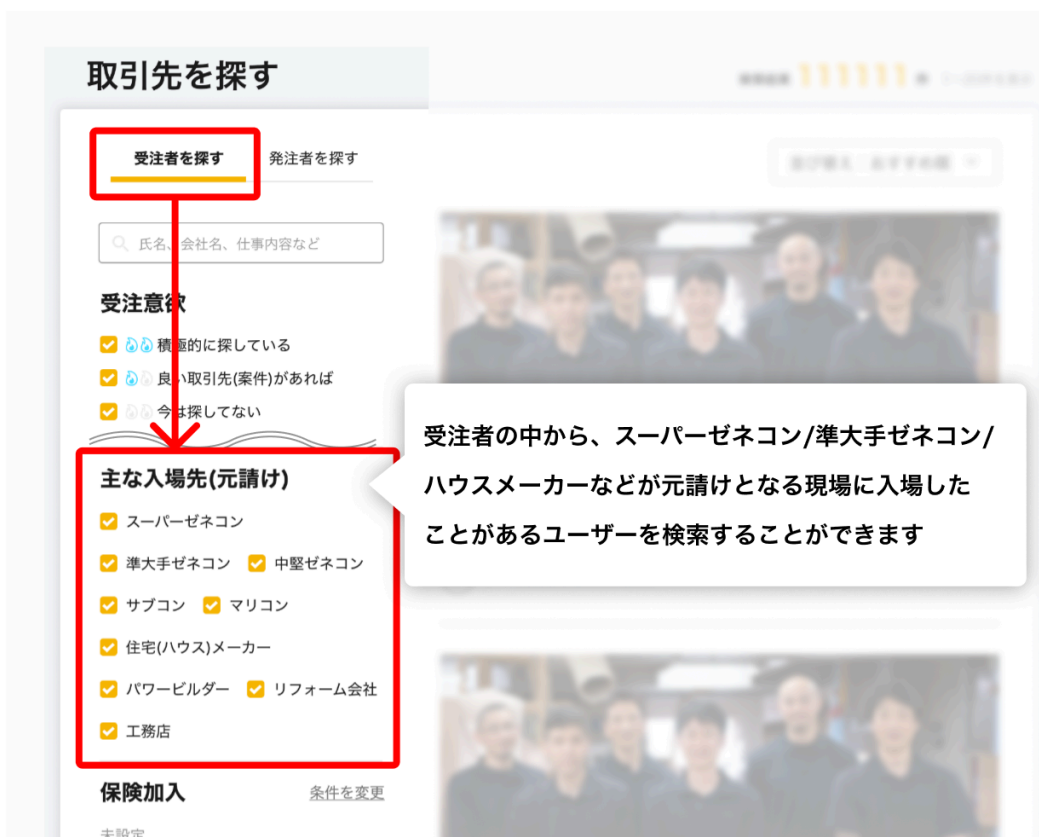 取引先を探す
受注者を探す 発注者を探す
氏名、会社名、仕事内容など
受注意欲
積極的に探している
良い取引先(案件)があれば
今は探してない
受注者の中から、スーパーゼネコン/準大手ゼネコン/
ハウスメーカーなどが元請けとなる現場に入場した
ことがあるユーザーを検索することができます
主な入場先(元請け)
スーパーゼネコン
準大手ゼネコン 中堅ゼネコン
サブコン マリコン
住宅(ハウス)メーカー
パワービルダー リフォーム会社
工務店
保険加入 条件を変更
未設定